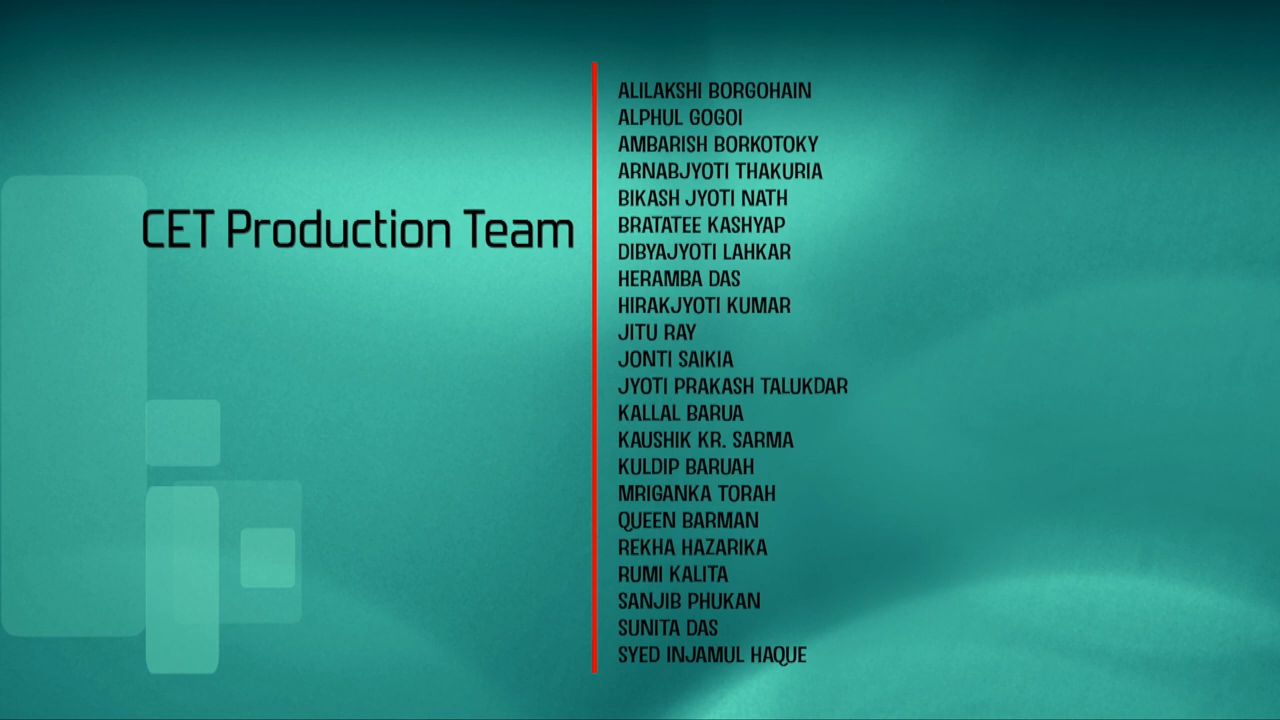 CET Production Team
ALILAKSHI BORGOHAIN
ALPHUL GOGOI
AMBARISH BORKOTOKY
ARNABJYOTI THAKURIA
BIKASH JYOTI NATH
BRATATEE KASHYAP
DIBYAJYOTI LAHKAR
HERAMBA DAS
HIRAKJYOTI KUMAR
JITU RAY
JONTI SAIKIA
JYOTI PRAKASH TALUKDAR
KALLAL BARUA
KAUSHIK KR. SARMA
KULDIP BARUAH
MRIGANKA TORAH
QUEEN BARMAN
REKHA HAZARIKA
RUMI KALITA
SANJIB PHUKAN
SUNITA DAS
SYED INJAMUL HAQUE